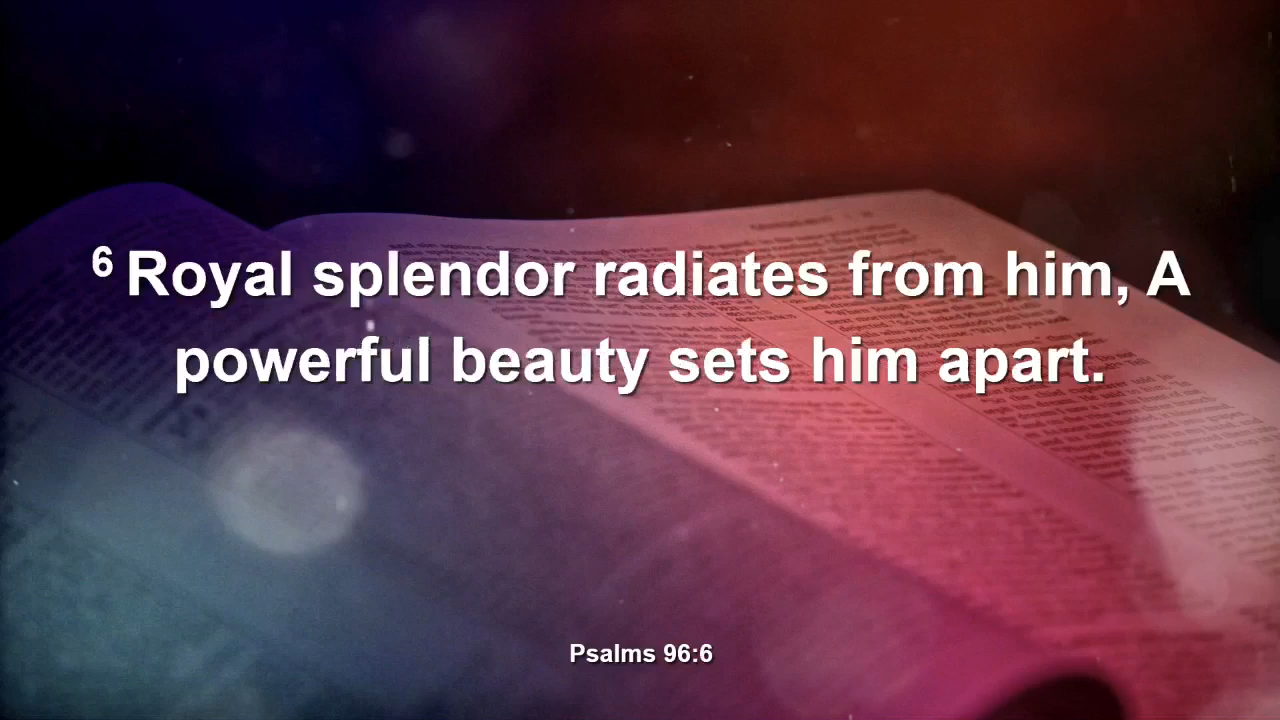 6 Royal splendor radiates from him, A
powerful beauty sets him apart.
Psalms 96:6